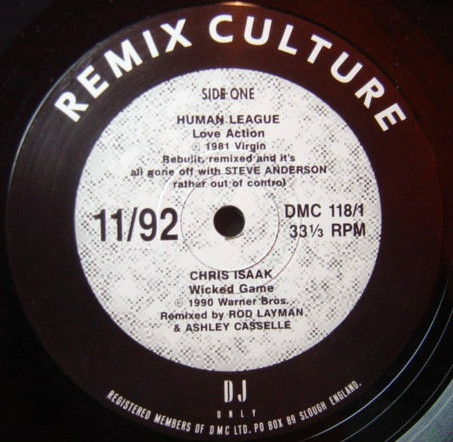 REMIX CULTURE
SIDE ONE
HUMAN LEAGUE
Love Action
℗ 1981 Virgin
Rebuilt, remixed and it's
all gone off with STEVE ANDERSON
rather out of control
11/92
DMC 118/1
33⅓ RPM
CHRIS ISAAK
Wicked Game
℗ 1990 Warner Bros.
Remixed by ROD LAYMAN
& ASHLEY CASSELLE
DJ
ONLY
REGISTERED MEMBERS OF DMC LTD. PO BOX 89 SLOUGH ENGLAND.